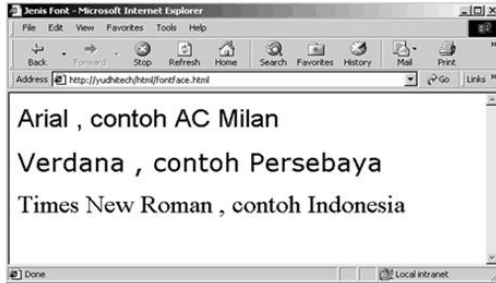 Jenis Font - Microsoft Internet Explorer
File Edit View Favorites Tools Help
Back Forward Stop Refresh Home Search Favorites History Mail Print
Address http://yudhitech/html/fontface.html Go Links
Arial , contoh AC Milan
Verdana , contoh Persebaya
Times New Roman , contoh Indonesia
Done Local intranet